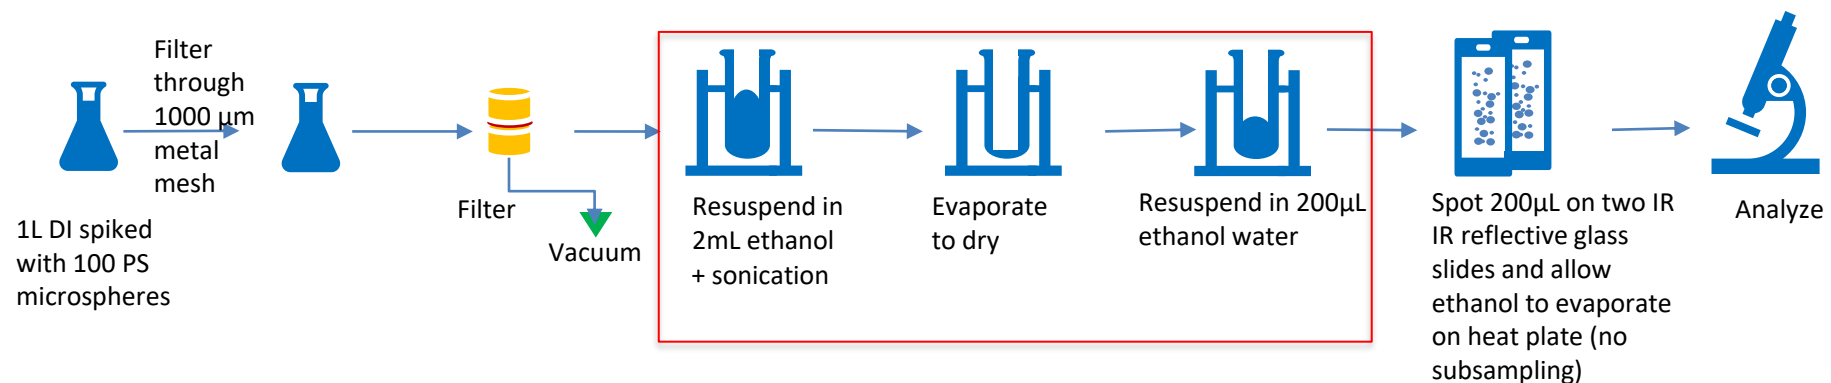 Filter
through
1000 µm
metal
mesh
1L DI spiked
with 100 PS
microspheres
Filter
Vacuum
Resuspend in
2mL ethanol
+ sonication
Evaporate
to dry
Resuspend in 200µL
ethanol water
Spot 200µL on two IR
IR reflective glass
slides and allow
ethanol to evaporate
on heat plate (no
subsampling)
Analyze